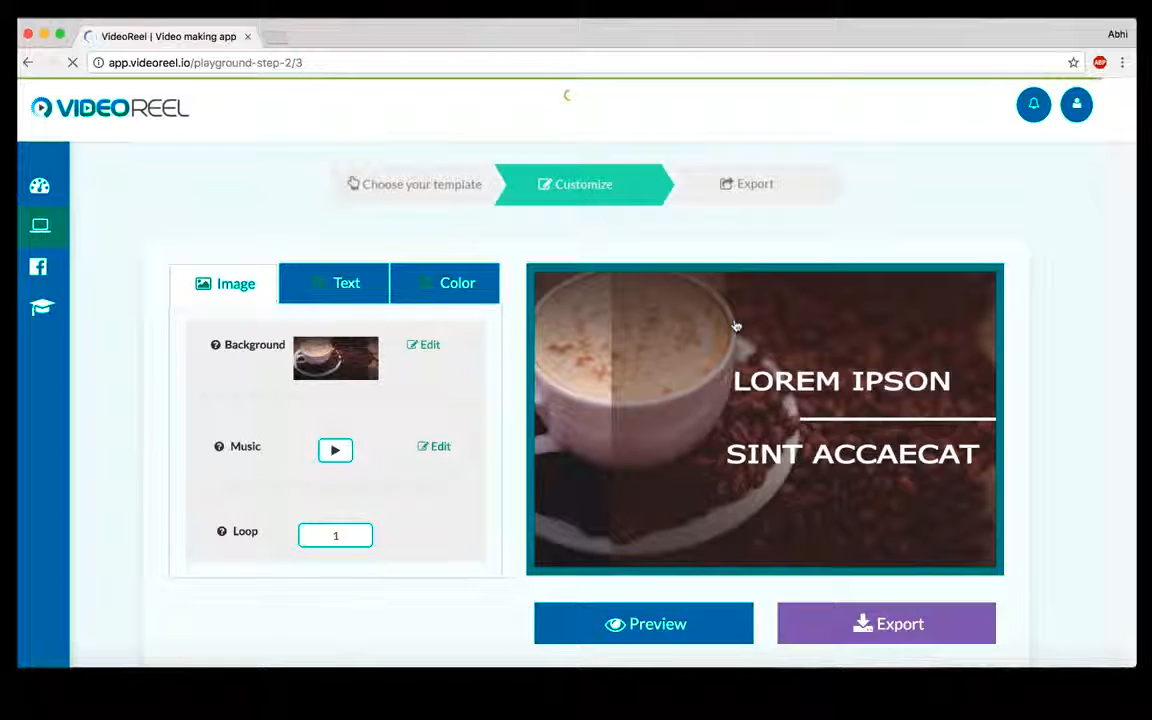 VideoReel | Video making app
Abhi
app.videoreel.io/playground-step-2/3
ABP
VIDEOREEL
Choose your template
Customize
Export
Image
Text
Color
Background
Edit
Music
Edit
Loop
1
LOREM IPSON
SINT ACCAECAT
Preview
Export